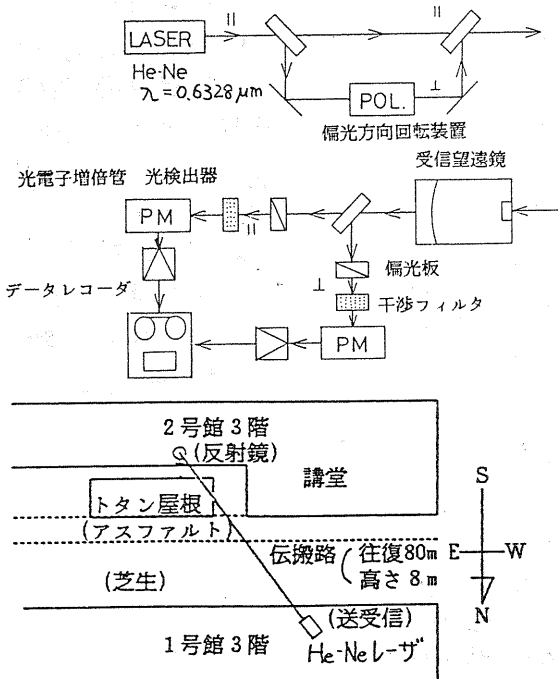 ||
||
LASER
He-Ne
λ=0.6328μm
POL.
⊥
偏光方向回転装置
受信望遠鏡
光電子増倍管 光検出器
PM
||
偏光板
⊥
データレコーダ
干渉フィルタ
PM
2号館3階
(反射鏡)
講堂
トタン屋根
(アスファルト)
伝搬路
往復80m
高さ8m
S
E
W
N
(芝生)
(送受信)
1号館3階
He-Neレーザ